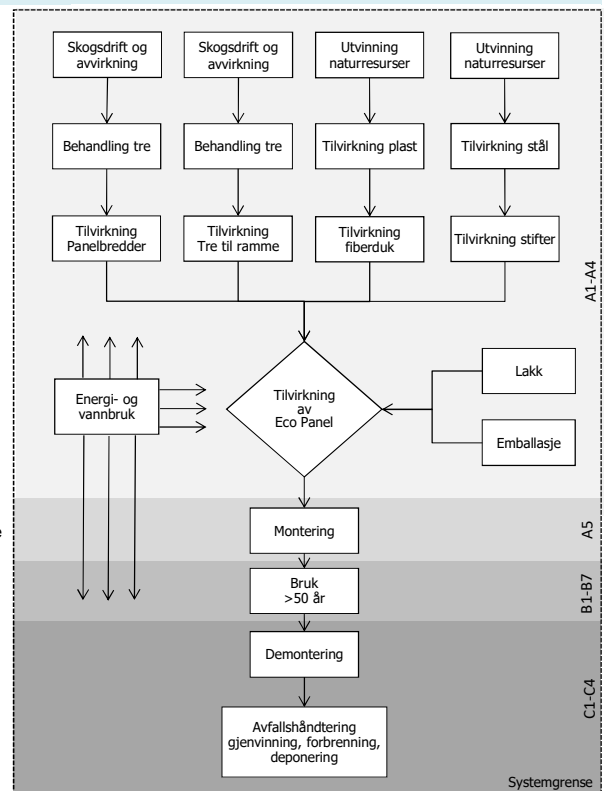 Skogsdrift og
avvirkning
Skogsdrift og
avvirkning
Utvinning
naturresurser
Utvinning
naturresurser
Behandling tre
Behandling tre
Tilvirkning plast
Tilvirkning stål
Tilvirkning
Panelbredder
Tilvirkning
Tre til ramme
Tilvirkning
fiberduk
Tilvirkning stifter
A1-A4
Energi- og
vannbruk
Tilvirkning
av
Eco Panel
Lakk
Emballasje
e
Montering
A5
Bruk
>50 år
B1-B7
Demontering
C1-C4
Avfallshåndtering
gjenvinning, forbrenning,
deponering
Systemgrense